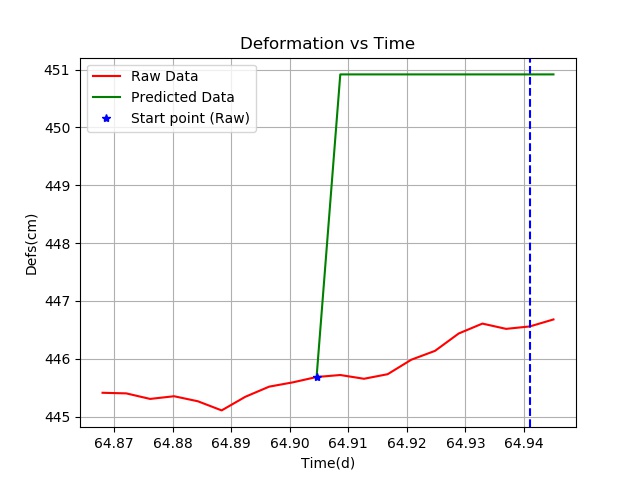 Deformation vs Time
Raw Data
Predicted Data
Start point (Raw)
451
450
449
448
447
446
445
Defs(cm)
64.87 64.88 64.89 64.90 64.91 64.92 64.93 64.94
Time(d)